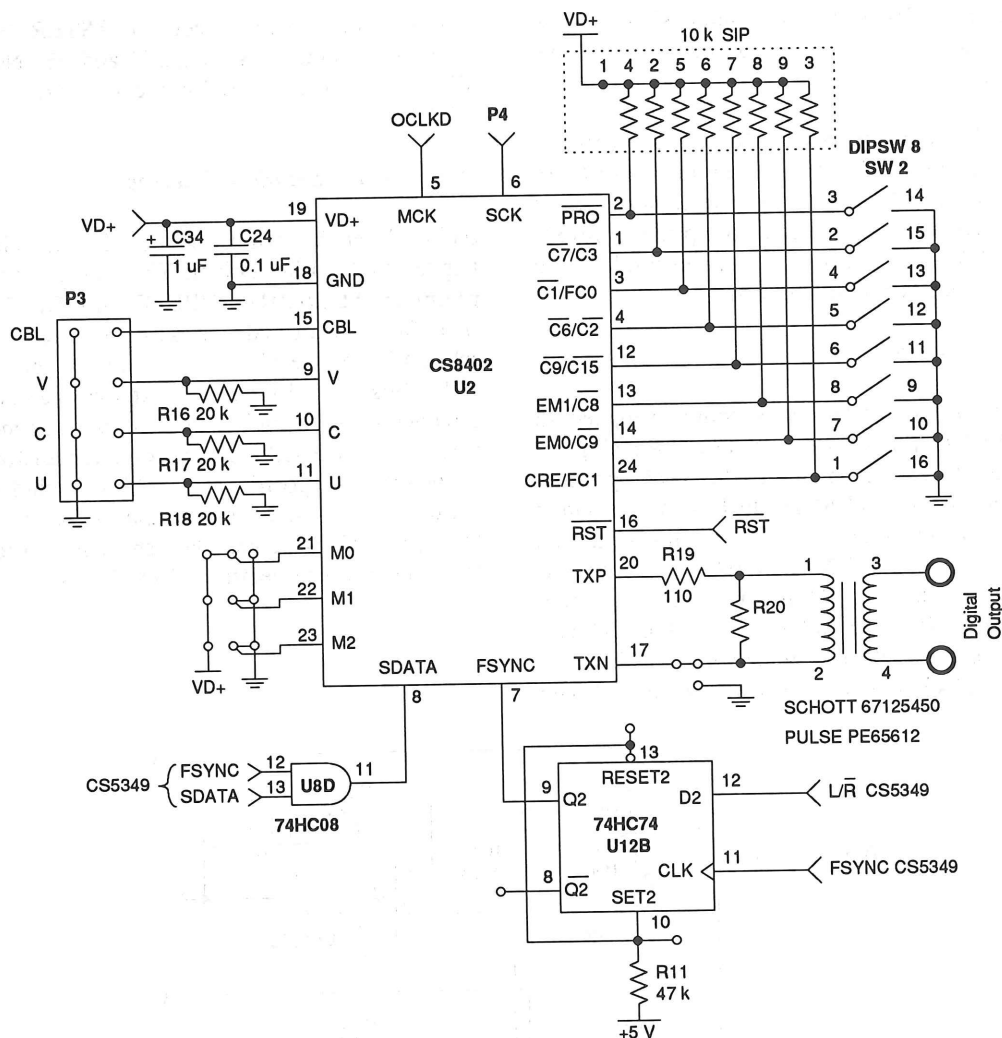 VD+
10 k SIP
1 4 2 5 6 7 8 9 3
OCLKD
P4
DIPSW 8
SW 2
5
6
MCK
SCK
VD+
19
VD+
+
C34
1 uF
C24
0.1 uF
18
GND
P3
CBL
15
CBL
V
9
V
R16 20 k
C
10
C
R17 20 k
U
11
U
R18 20 k
21
M0
22
M1
23
M2
VD+
CS8402
U2
2
PRO
3
14
1
C7/C3
2
15
3
C1/FC0
4
13
4
C6/C2
5
12
12
C9/C15
6
11
13
EM1/C8
8
9
14
EM0/C9
7
10
24
CRE/FC1
1
16
RST
16
RST
TXP
20
R19
110
R20
TXN
17
1
2
3
4
Digital
Output
SCHOTT 67125450
PULSE PE65612
SDATA
8
FSYNC
7
CS5349
FSYNC
SDATA
12
13
U8D
11
74HC08
13
RESET2
9
Q2
D2
12
L/R CS5349
74HC74
U12B
8
Q2
CLK
11
FSYNC CS5349
SET2
10
R11
47 k
+5 V